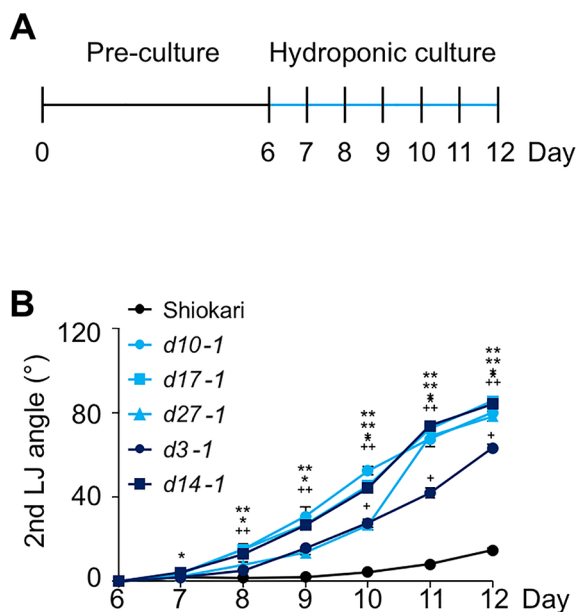 A
Pre-culture Hydroponic culture
0 6 7 8 9 10 11 12 Day
B
Shiokari
d10-1
d17-1
d27-1
d3-1
d14-1
2nd LJ angle (°)
120
80
40
0
6 7 8 9 10 11 12 Day
*
**
*
++
**
*
++
**
**
*
++
+
**
**
*
++
+
**
**
*
++
+